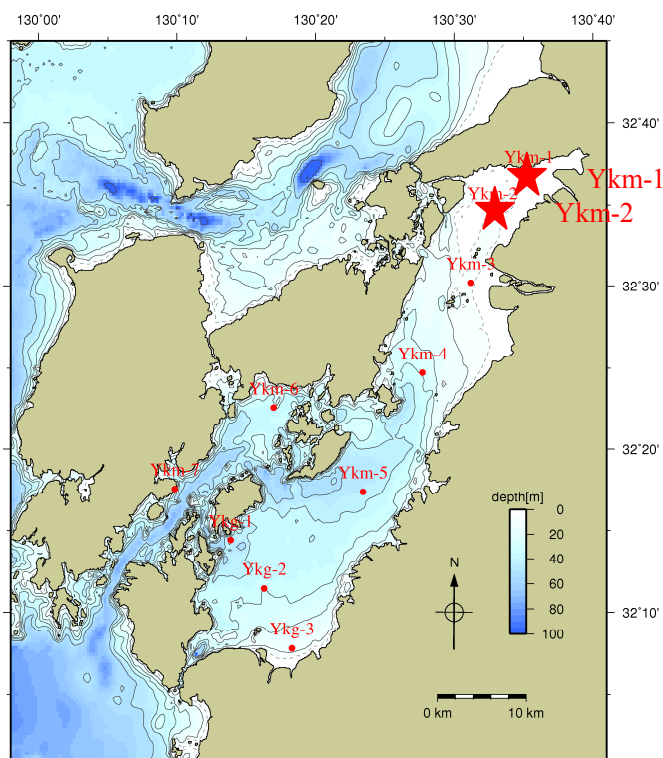 130°00' 130°10' 130°20' 130°30' 130°40'
32°40'
Ykm-1
Ykm-1
Ykm-2
Ykm-2
Ykm-3
32°30'
Ykm-4
Ykm-6
32°20'
Ykm-7
Ykm-5
depth[m]
0
20
40
60
80
100
Ykg-1
Ykg-2
N
32°10'
Ykg-3
0 km 10 km